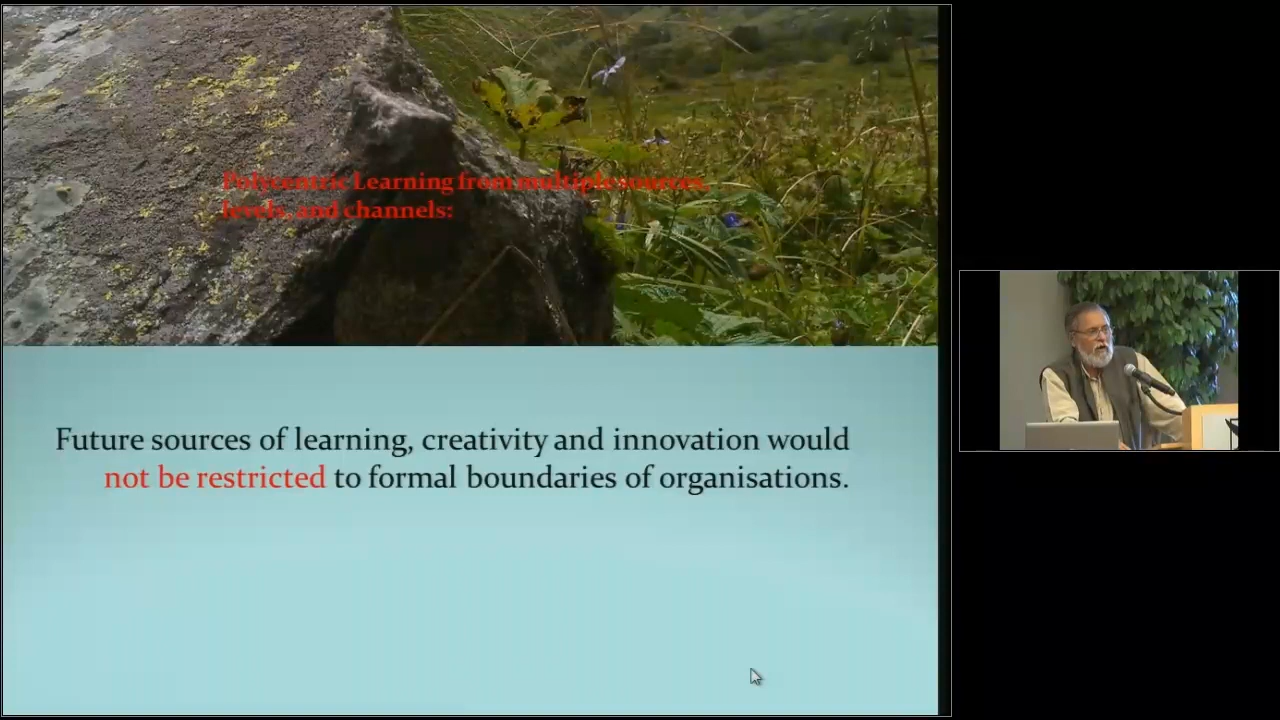 Polycentric Learning from multiple sources,
levels, and channels:
Future sources of learning, creativity and innovation would
not be restricted to formal boundaries of organisations.